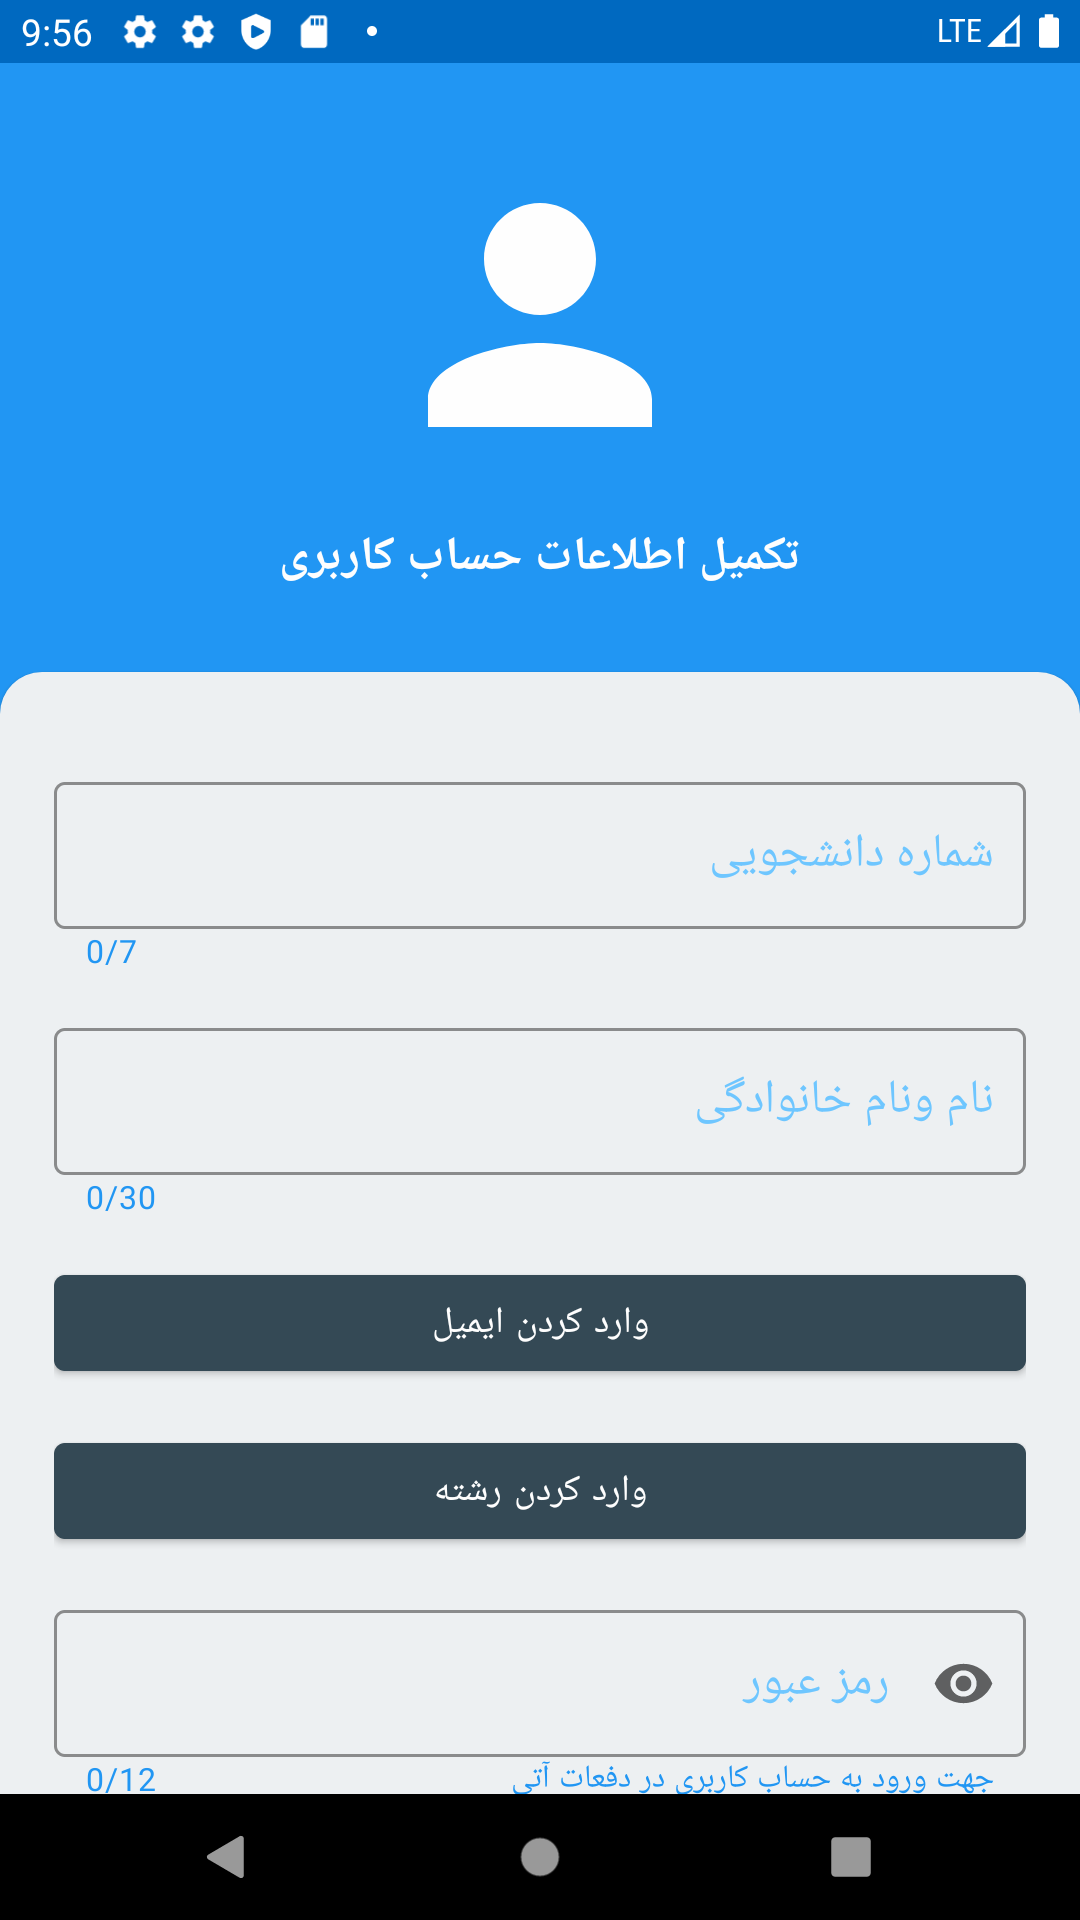 9:56 LTE
تکمیل اطلاعات حساب کاربری
شماره دانشجویی
0/7
نام ونام خانوادگی
0/30
وارد کردن ایمیل
وارد کردن رشته
رمز عبور
جهت ورود به حساب کاربری در دفعات آتی
0/12